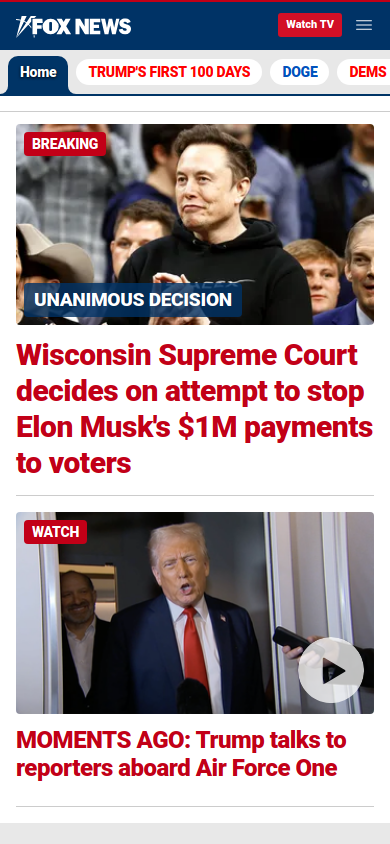 FOX NEWS
Watch TV
Home
TRUMP'S FIRST 100 DAYS
DOGE
DEMS
BREAKING
UNANIMOUS DECISION
Wisconsin Supreme Court
decides on attempt to stop
Elon Musk's $1M payments
to voters
WATCH
MOMENTS AGO: Trump talks to
reporters aboard Air Force One